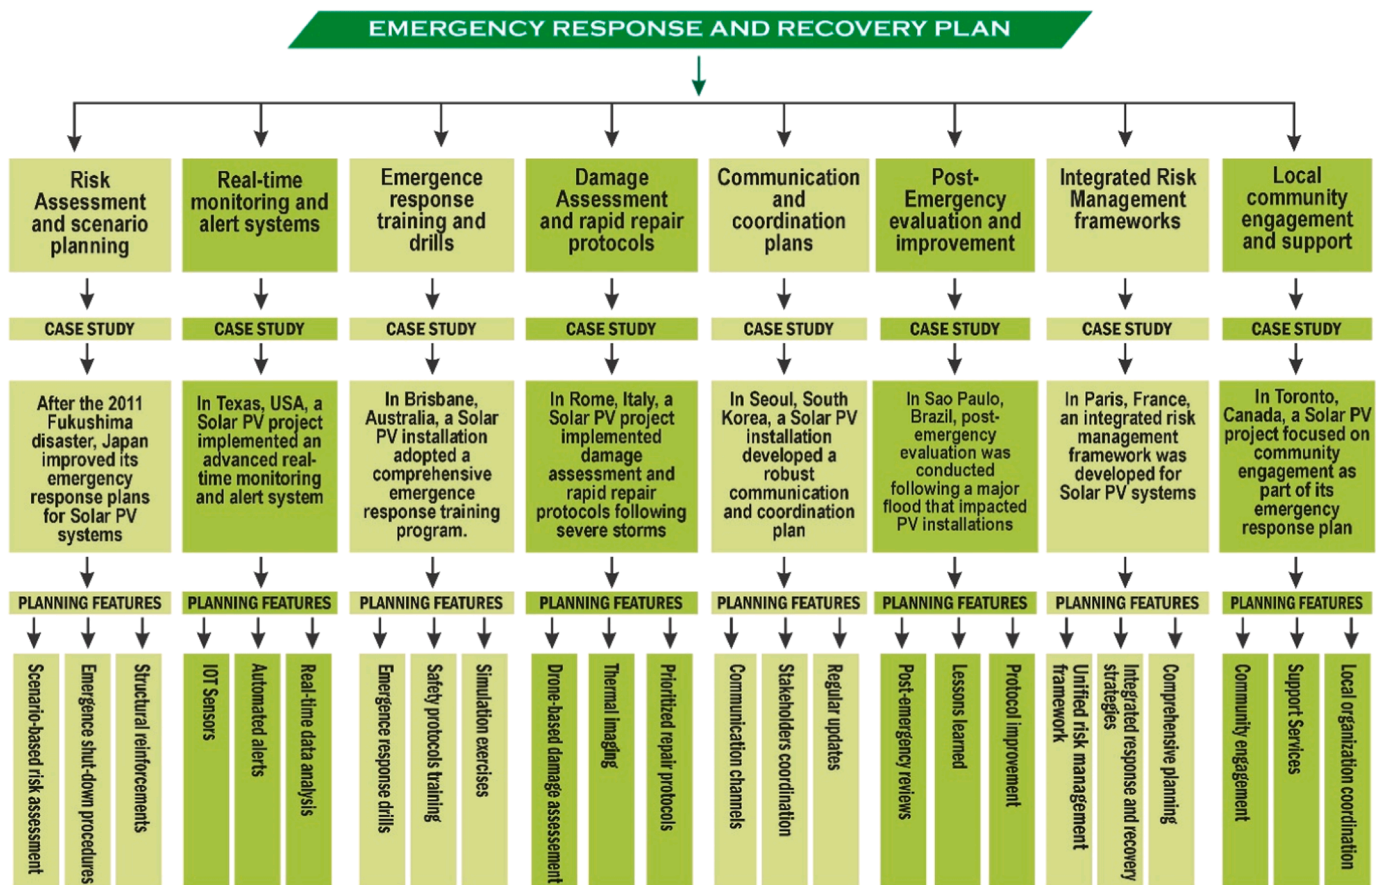 EMERGENCY RESPONSE AND RECOVERY PLAN
Risk
Assessment
and scenario
planning
Real-time
monitoring and
alert systems
Emergence
response
training and
drills
Damage
Assessment
and rapid repair
protocols
Communication
and
coordination
plans
Post-
Emergency
evaluation and
improvement
Integrated Risk
Management
frameworks
Local
community
engagement
and support
CASE STUDY
CASE STUDY
CASE STUDY
CASE STUDY
CASE STUDY
CASE STUDY
CASE STUDY
CASE STUDY
After the 2011
Fukushima
disaster, Japan
improved its
emergency
response plans
for Solar PV
systems
In Texas, USA, a
Solar PV project
implemented an
advanced real-
time monitoring
and alert system
In Brisbane,
Australia, a Solar
PV installation
adopted a
comprehensive
emergence
response training
program.
In Rome, Italy, a
Solar PV project
implemented
damage
assessment and
rapid repair
protocols following
severe storms
In Seoul, South
Korea, a Solar PV
installation
developed a
robust
communication
and coordination
plan
In Sao Pulo,
Brazil, post-
emergency
evaluation was
conducted
following a major
flood that impacted
PV installations
In Paris, France,
an integrated risk
management
framework was
developed for
Solar PV systems
In Toronto,
Canada, a Solar PV
project focused on
community
engagement as
part of its
emergency
response plan
PLANNING FEATURES
PLANNING FEATURES
PLANNING FEATURES
PLANNING FEATURES
PLANNING FEATURES
PLANNING FEATURES
PLANNING FEATURES
PLANNING FEATURES
Scenario-based risk assessment
Emergence shut-down procedures
Structural reinforcements
IOT Sensors
Automated alerts
Real-time data analysis
Emergence response drills
Safety protocols training
Simulation exercises
Drone-based damage assessment
Thermal imaging
Prioritized repair protocols
Communication channels
Stakeholders coordination
Regular updates
Post-emergency reviews
Lessons learned
Protocol improvement
Unified risk management
framework
Integrated response and recovery
strategies
Comprehensive planning
Community engagement
Support Services
Local organization coordination